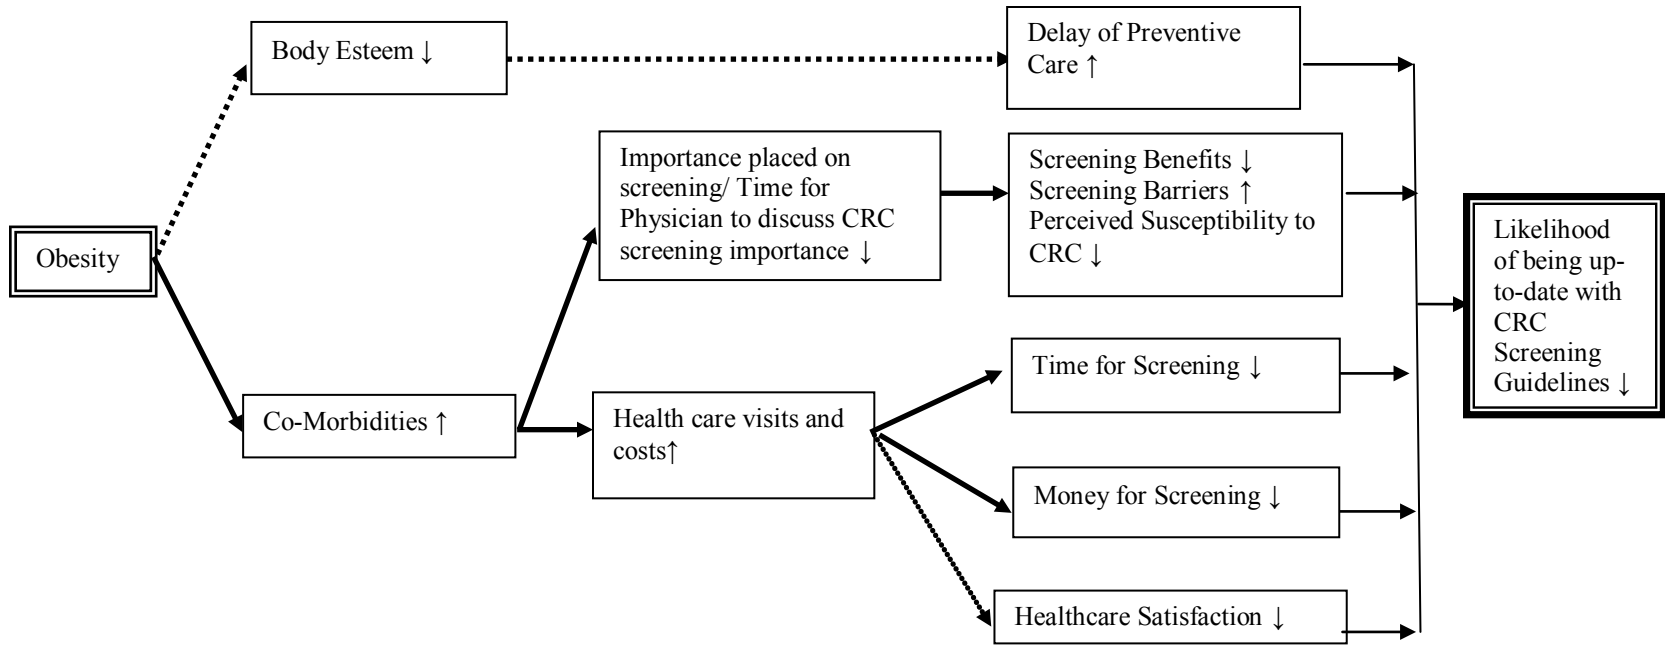 Body Esteem ↓
Delay of Preventive
Care ↑
Importance placed on
screening/ Time for
Physician to discuss CRC
screening importance ↓
Screening Benefits ↓
Screening Barriers ↑
Perceived Susceptibility to
CRC ↓
Obesity
Likelihood
of being up-
to-date with
CRC
Screening
Guidelines ↓
Time for Screening ↓
Co-Morbidities ↑
Health care visits and
costs↑
Money for Screening ↓
Healthcare Satisfaction ↓